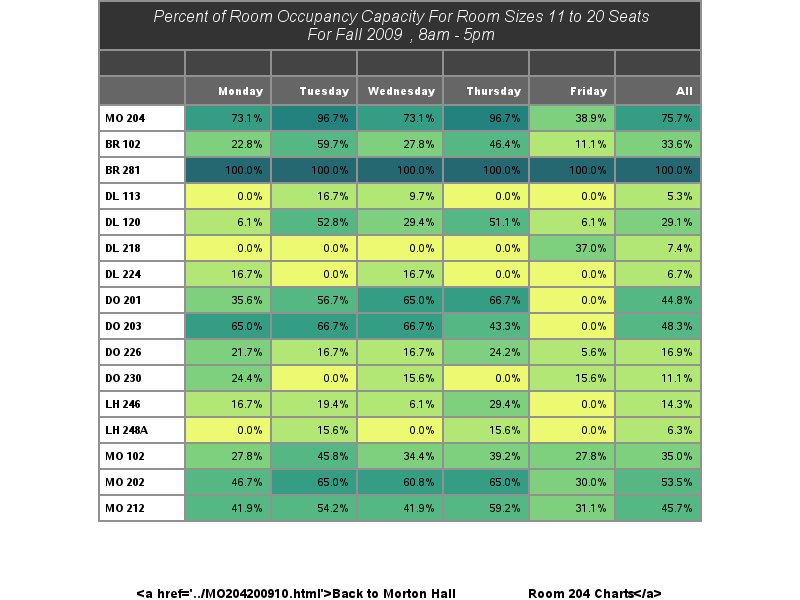 Percent of Room Occupancy Capacity For Room Sizes 11 to 20 Seats
For Fall 2009 , 8am - 5pm
Monday Tuesday Wednesday Thursday Friday All
MO 204 73.1% 96.7% 73.1% 96.7% 38.9% 75.7%
BR 102 22.8% 59.7% 27.8% 46.4% 11.1% 33.6%
BR 281 100.0% 100.0% 100.0% 100.0% 100.0% 100.0%
DL 113 0.0% 16.7% 9.7% 0.0% 0.0% 5.3%
DL 120 6.1% 52.8% 29.4% 51.1% 6.1% 29.1%
DL 218 0.0% 0.0% 0.0% 0.0% 37.0% 7.4%
DL 224 16.7% 0.0% 16.7% 0.0% 0.0% 6.7%
DO 201 35.6% 56.7% 65.0% 66.7% 0.0% 44.8%
DO 203 65.0% 66.7% 66.7% 43.3% 0.0% 48.3%
DO 226 21.7% 16.7% 16.7% 24.2% 5.6% 16.9%
DO 230 24.4% 0.0% 15.6% 0.0% 15.6% 11.1%
LH 246 16.7% 19.4% 6.1% 29.4% 0.0% 14.3%
LH 248A 0.0% 15.6% 0.0% 15.6% 0.0% 6.3%
MO 102 27.8% 45.8% 34.4% 39.2% 27.8% 35.0%
MO 202 46.7% 65.0% 60.8% 65.0% 30.0% 53.5%
MO 212 41.9% 54.2% 41.9% 59.2% 31.1% 45.7%
<a href='../MO204200910.html'>Back to Morton Hall Room 204 Charts</a>